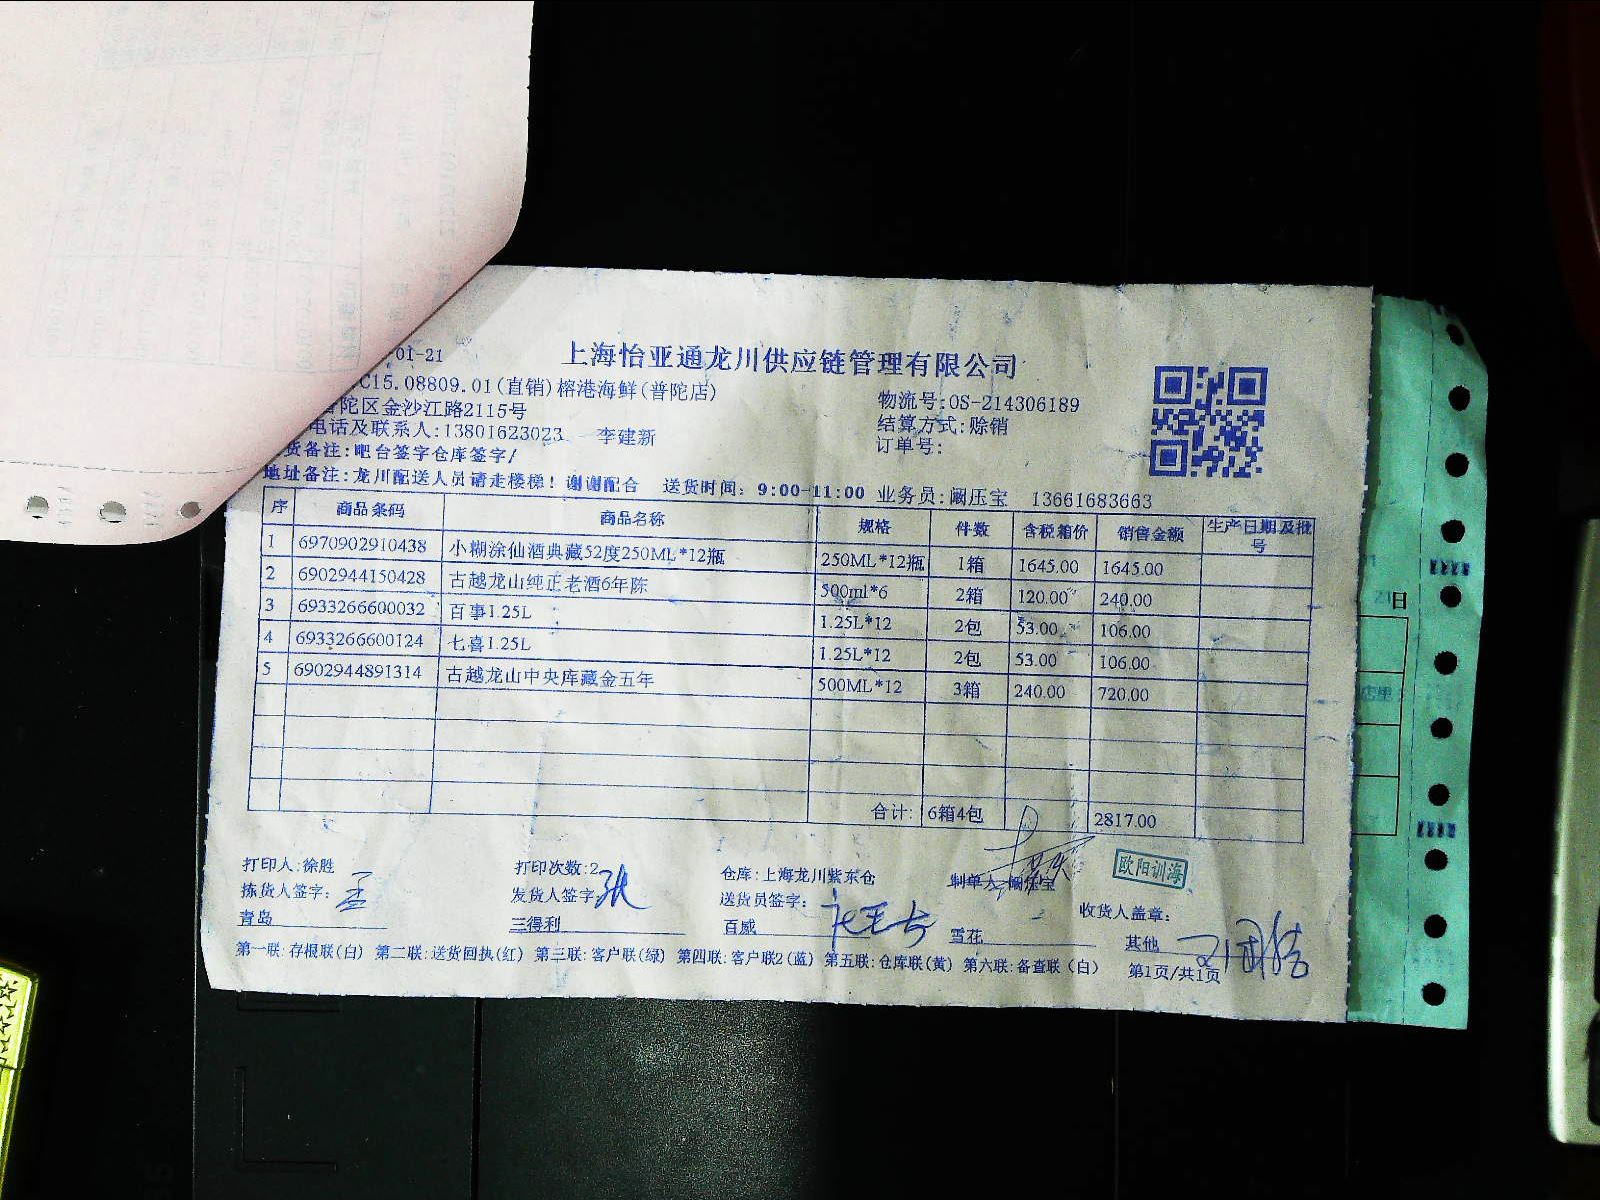 上海怡亚通龙川供应链管理有限公司
01-21
C15.08809.01(直销)榕港海鲜(普陀店)
普陀区金沙江路2115号
电话及联系人:13801623023 李建新
货备注:吧台签字仓库签字/
地址备注:龙川配送人员请走楼梯!谢谢配合 送货时间:9:00-11:00 业务员:阚压宝 13661683663
物流号:OS-214306189
结算方式:赊销
订单号:
序 商品条码 商品名称 规格 件数 含税箱价 销售金额 生产日期及批号
1 6970902910438 小糊涂仙酒典藏52度250ML*12瓶 250ML*12瓶 1箱 1645.00 1645.00
2 6902944150428 古越龙山纯正老酒6年陈 500ml*6 2箱 120.00 240.00
3 6933266600032 百事1.25L 1.25L*12 2包 53.00 106.00
4 6933266600124 七喜1.25L 1.25L*12 2包 53.00 106.00
5 6902944891314 古越龙山中央库藏金五年 500ML*12 3箱 240.00 720.00
合计: 6箱4包 2817.00
打印人:徐胜 打印次数:2 仓库:上海龙川紫东仓 制单人
欧阳训海
拣货人签字: 孟 发货人签字: 张 送货员签字: 收货人盖章:
青岛 三得利 百威 雪花 其他
第一联:存根联(白) 第二联:送货回执(红) 第三联:客户联(绿) 第四联:客户联2(蓝) 第五联:仓库联(黄) 第六联:备查联(白) 第1页/共1页
日